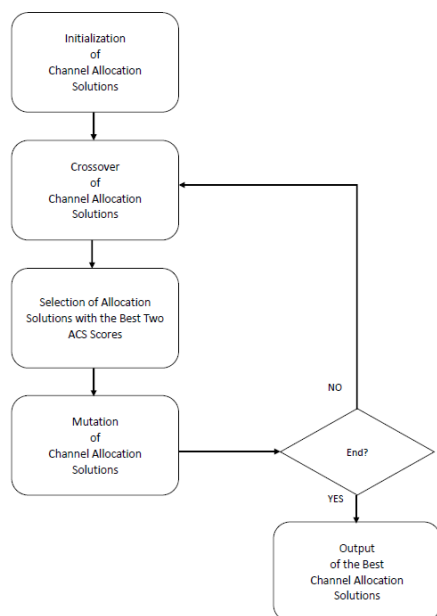 Initialization
of
Channel Allocation
Solutions
Crossover
of
Channel Allocation
Solutions
Selection of Allocation
Solutions with the Best Two
ACS Scores
Mutation
of
Channel Allocation
Solutions
NO
End?
YES
Output
of the Best
Channel Allocation
Solutions